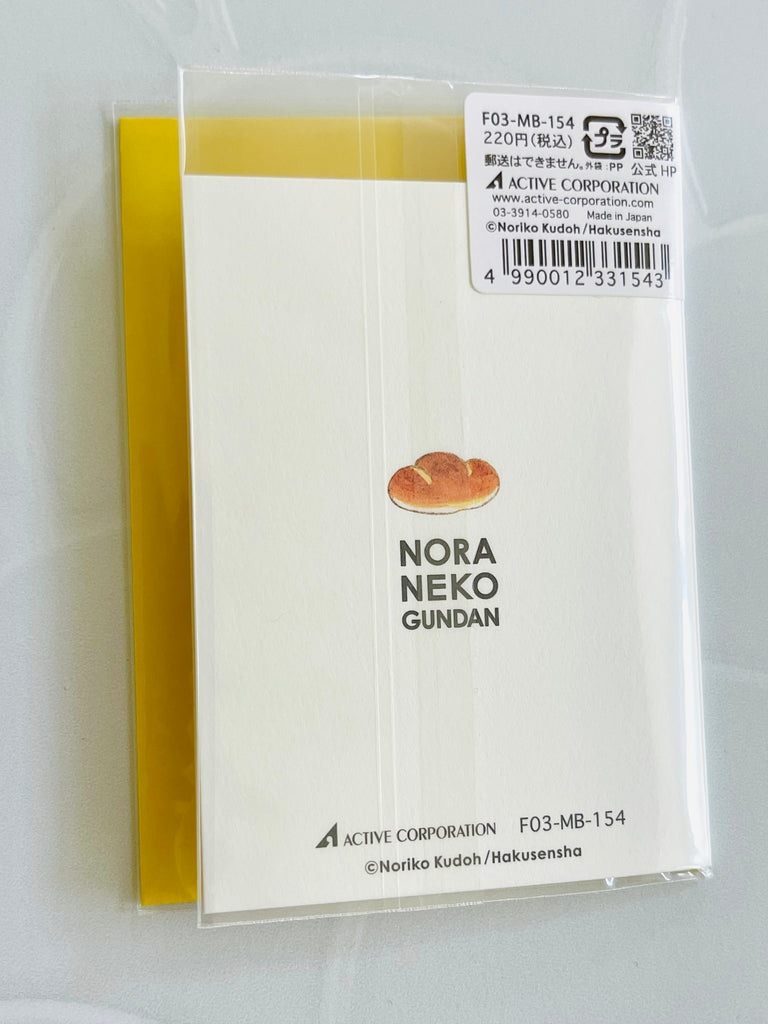 F03-MB-154
220円(税込)
プラ
郵送はできません。外袋:PP 公式HP
ACTIVE CORPORATION
www.active-corporation.com
03-3914-0580 Made in Japan
©Noriko Kudoh/Hakusensha
4 990012 331543
NORA
NEKO
GUNDAN
ACTIVE CORPORATION F03-MB-154
©Noriko Kudoh/Hakusensha